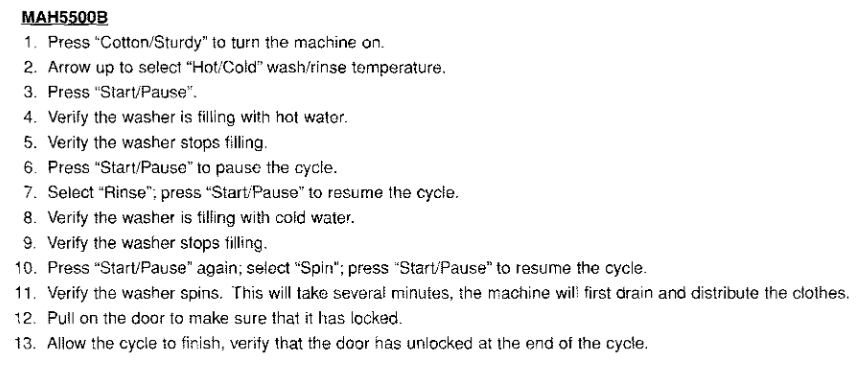 MAH5500B
1. Press "Cotton/Sturdy" to turn the machine on.
2. Arrow up to select "Hot/Cold" wash/rinse temperature.
3. Press "Start/Pause".
4. Verify the washer is filling with hot water.
5. Verify the washer stops filling.
6. Press "Start/Pause" to pause the cycle.
7. Select "Rinse"; press "Start/Pause" to resume the cycle.
8. Verify the washer is filling with cold water.
9. Verify the washer stops filling.
10. Press "Start/Pause" again; select "Spin"; press "Start/Pause" to resume the cycle.
11. Verify the washer spins. This will take several minutes, the machine will first drain and distribute the clothes.
12. Pull on the door to make sure that it has locked.
13. Allow the cycle to finish, verify that the door has unlocked at the end of the cycle.